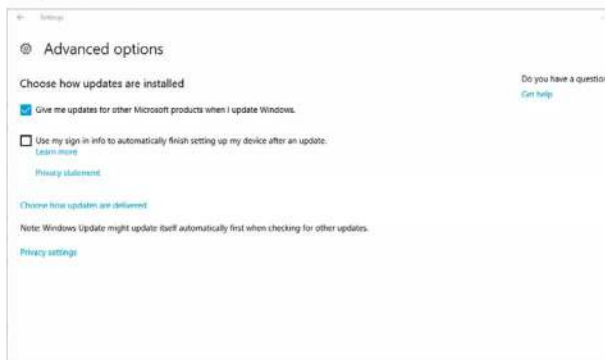 Settings
Advanced options
Choose how updates are installed
Do you have a question
Get help
Give me updates for other Microsoft products when I update Windows.
Use my sign in info to automatically finish setting up my device after an update.
Learn more
Privacy statement
Choose how updates are delivered
Note: Windows Update might update itself automatically first when checking for other updates.
Privacy settings